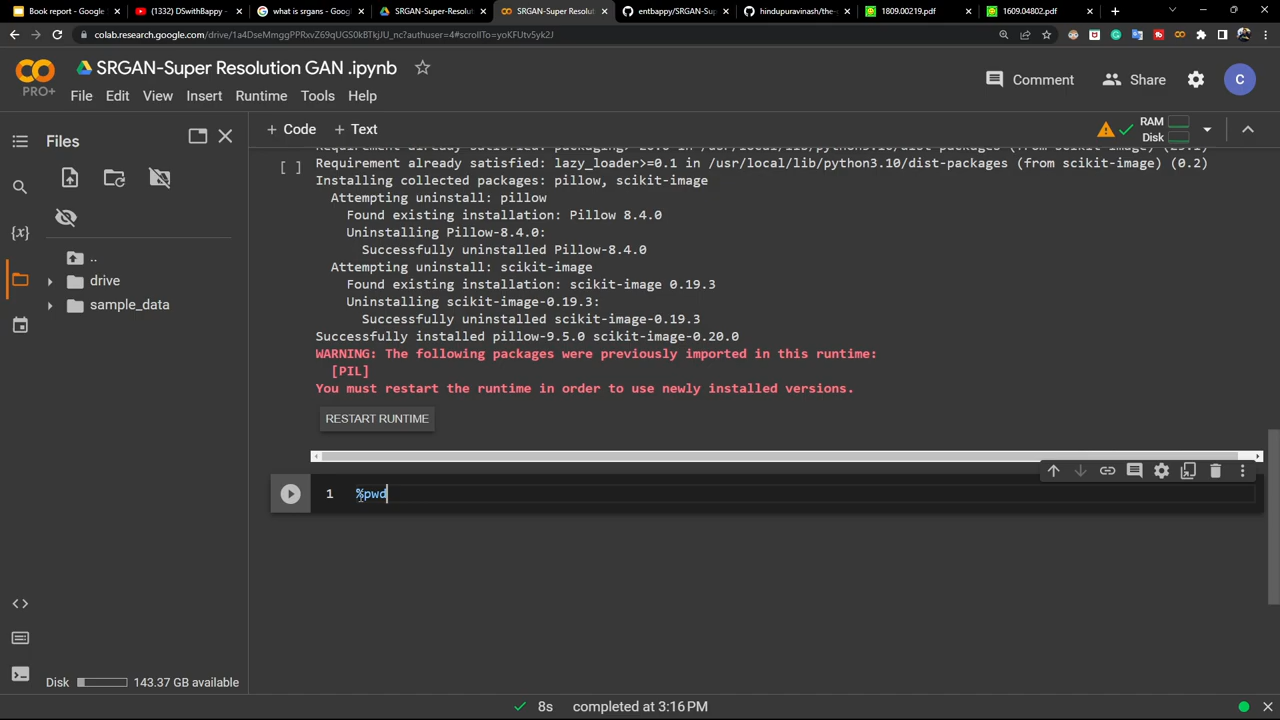 Book report - Google S
(1332) DSwithBappy -
what is srgans - Googl
SRGAN-Super-Resolut
SRGAN-Super Resolut
entbappy/SRGAN-Sup
hindupuravinash/the-
1809.00219.pdf
1609.04802.pdf
colab.research.google.com/drive/1a4DseMmggPPRxvZ69qUGS0kBTkjU_nc?authuser=4#scrollTo=yoKFUtv5yk2J
SRGAN-Super Resolution GAN .ipynb
PRO+
File Edit View Insert Runtime Tools Help
Comment
Share
C
Files
+ Code + Text
RAM
Disk
..
drive
sample_data
Disk 143.37 GB available
[ ]
Requirement already satisfied: lazy_loader>=0.1 in /usr/local/lib/python3.10/dist-packages (from scikit-image) (0.2)
Installing collected packages: pillow, scikit-image
Attempting uninstall: pillow
Found existing installation: Pillow 8.4.0
Uninstalling Pillow-8.4.0:
Successfully uninstalled Pillow-8.4.0
Attempting uninstall: scikit-image
Found existing installation: scikit-image 0.19.3
Uninstalling scikit-image-0.19.3:
Successfully uninstalled scikit-image-0.19.3
Successfully installed pillow-9.5.0 scikit-image-0.20.0
WARNING: The following packages were previously imported in this runtime:
[PIL]
You must restart the runtime in order to use newly installed versions.
RESTART RUNTIME
1 %pwd
8s completed at 3:16 PM